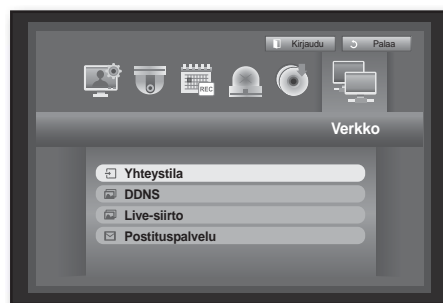 Kirjaudu Palaa
REC
Verkko
Yhteystila
DDNS
Live-siirto
Postituspalvelu